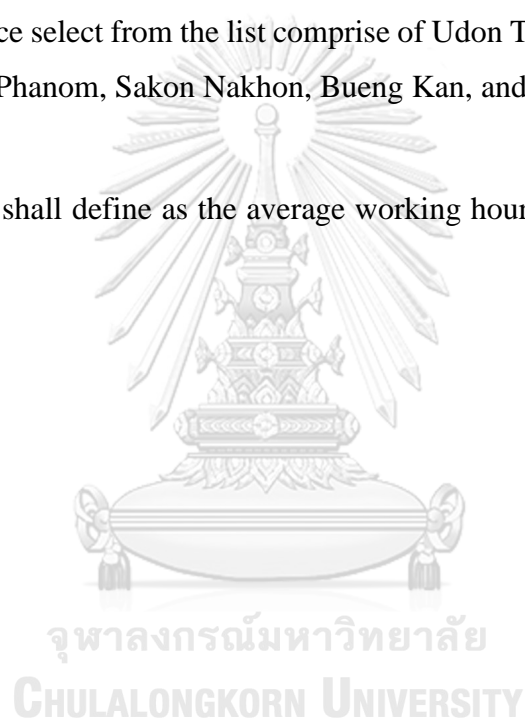 ce select from the list comprise of Udon T
Phanom, Sakon Nakhon, Bueng Kan, and
shall define as the average working hour
จุฬาลงกรณ์มหาวิทยาลัย
CHULALONGKORN UNIVERSITY